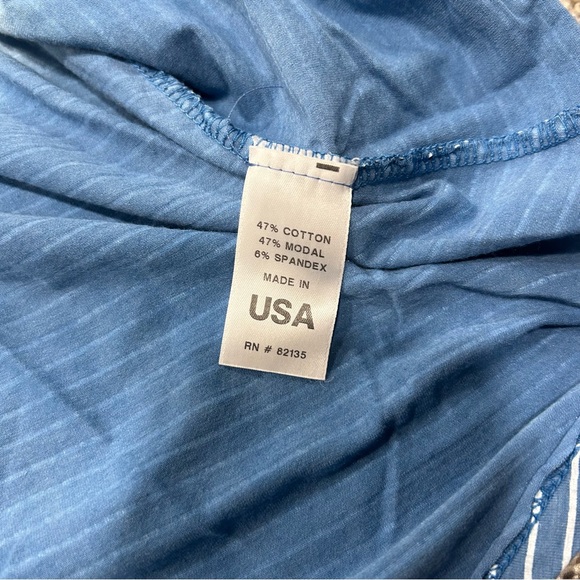 47% COTTON
47% MODAL
6% SPANDEX
MADE IN
USA
RN # 82135